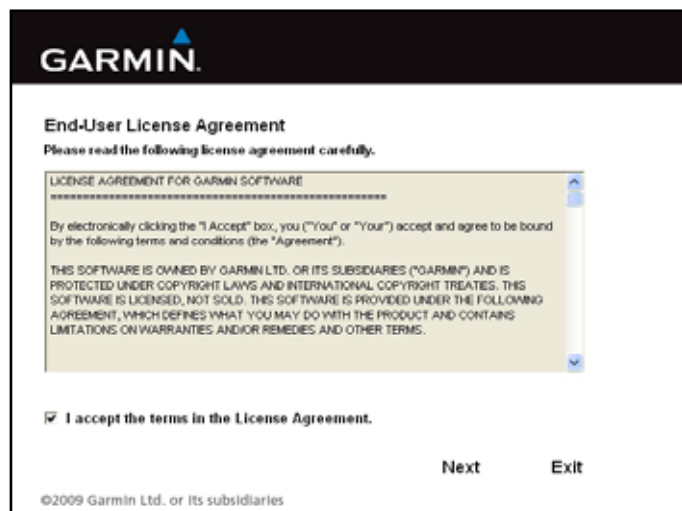 GARMIN.
End-User License Agreement
Please read the following license agreement carefully.
LICENSE AGREEMENT FOR GARMIN SOFTWARE
====================================================
By electronically clicking the "I Accept" box, you ("You" or "Your") accept and agree to be bound
by the following terms and conditions (the "Agreement").
THIS SOFTWARE IS OWNED BY GARMIN LTD. OR ITS SUBSIDIARIES ("GARMIN") AND IS
PROTECTED UNDER COPYRIGHT LAWS AND INTERNATIONAL COPYRIGHT TREATIES. THIS
SOFTWARE IS LICENSED, NOT SOLD. THIS SOFTWARE IS PROVIDED UNDER THE FOLLOWING
AGREEMENT, WHICH DEFINES WHAT YOU MAY DO WITH THE PRODUCT AND CONTAINS
LIMITATIONS ON WARRANTIES AND/OR REMEDIES AND OTHER TERMS.
I accept the terms in the License Agreement.
Next Exit
©2009 Garmin Ltd. or its subsidiaries